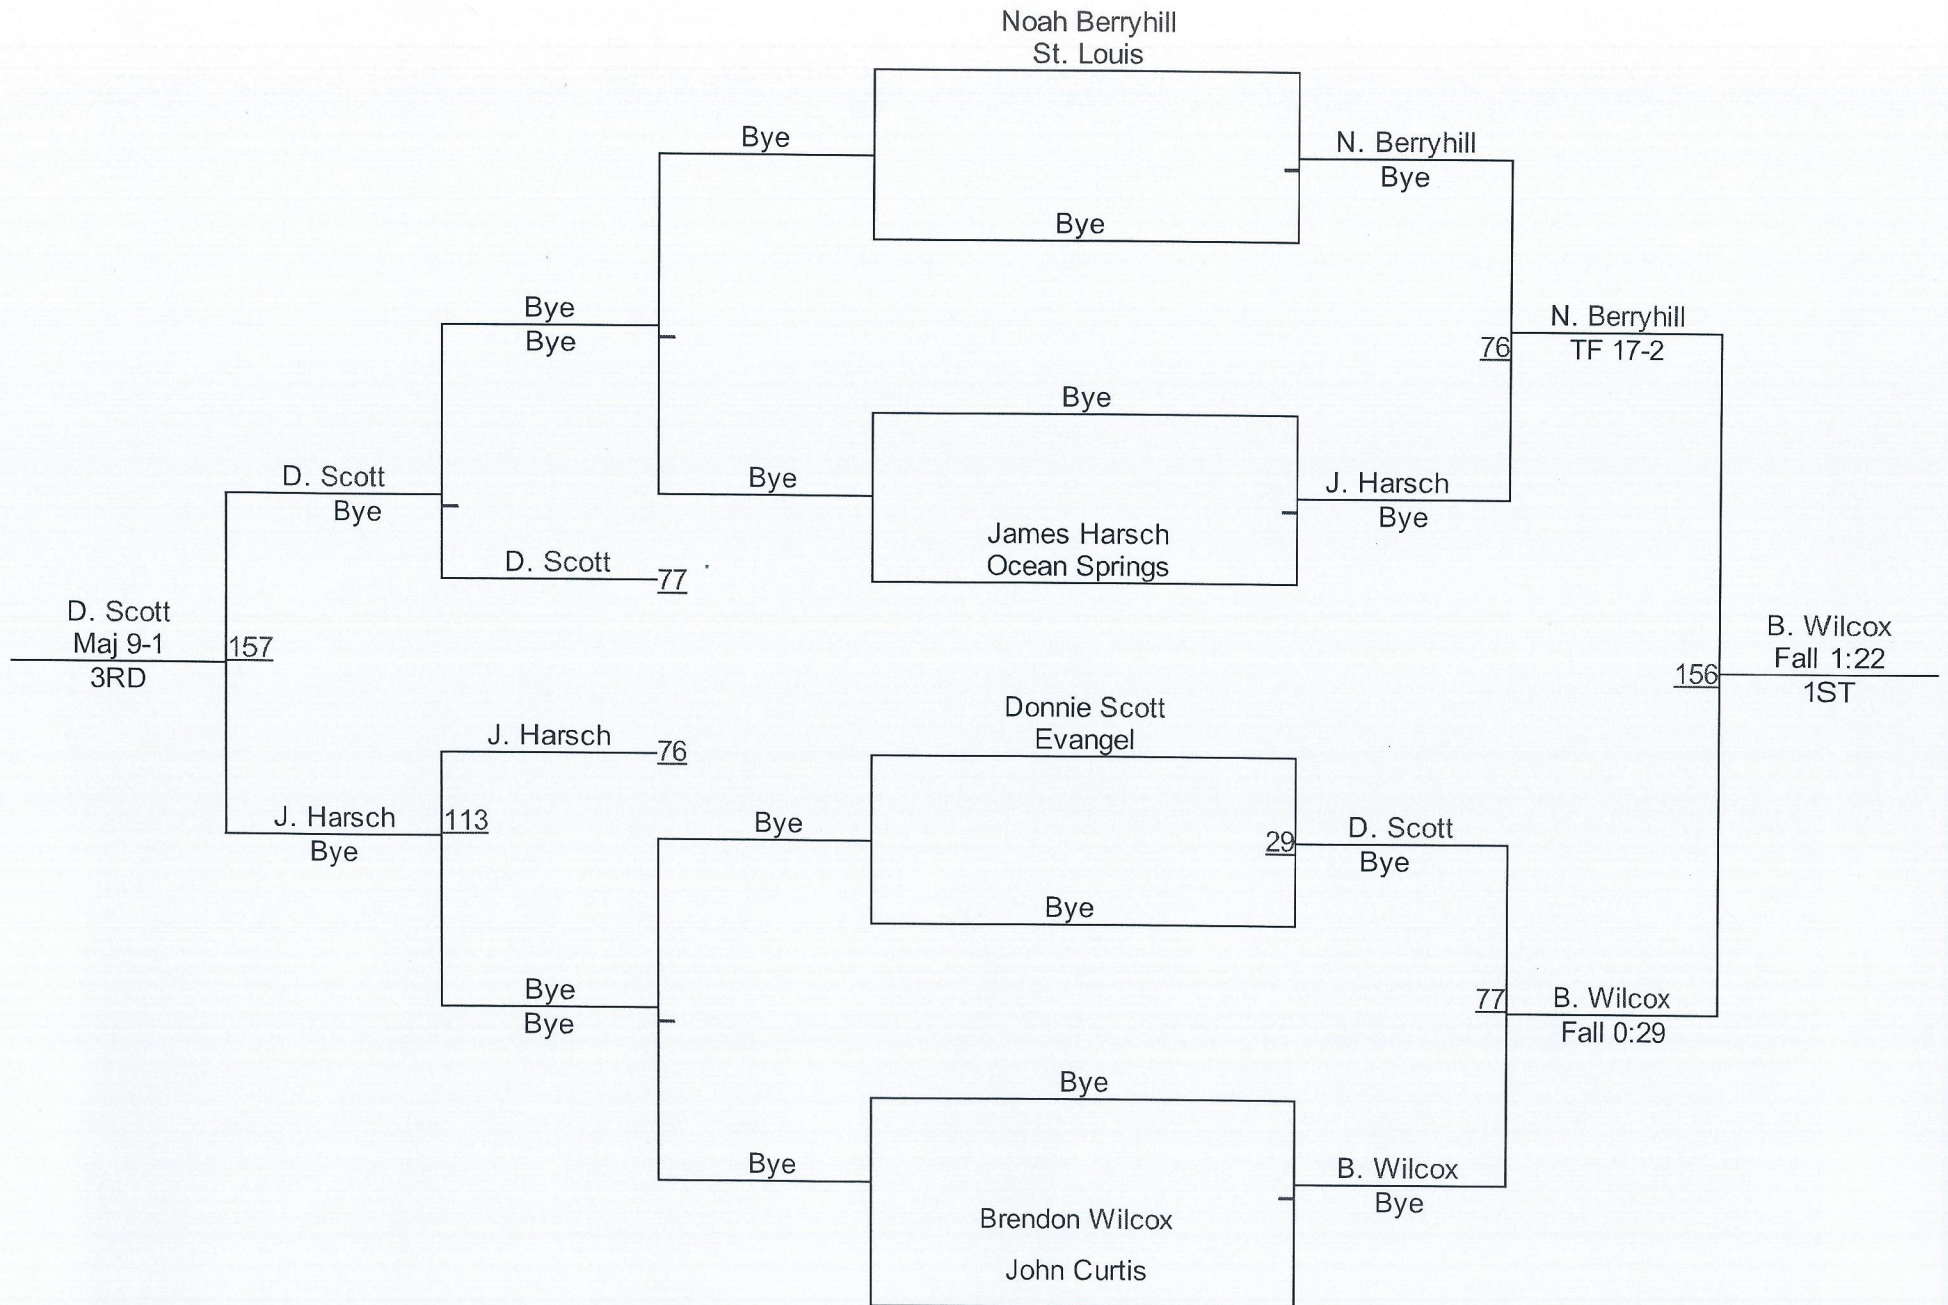 Noah Berryhill
St. Louis
Bye
N. Berryhill
Bye
Bye
Bye
Bye
N. Berryhill
TF 17-2
76
Bye
D. Scott
Bye
Bye
J. Harsch
Bye
James Harsch
Ocean Springs
D. Scott
77
D. Scott
Maj 9-1
3RD
157
B. Wilcox
Fall 1:22
1ST
156
Donnie Scott
Evangel
J. Harsch
76
J. Harsch
Bye
113
Bye
29
D. Scott
Bye
Bye
Bye
Bye
77
B. Wilcox
Fall 0:29
Bye
Bye
B. Wilcox
Bye
Brendon Wilcox
John Curtis